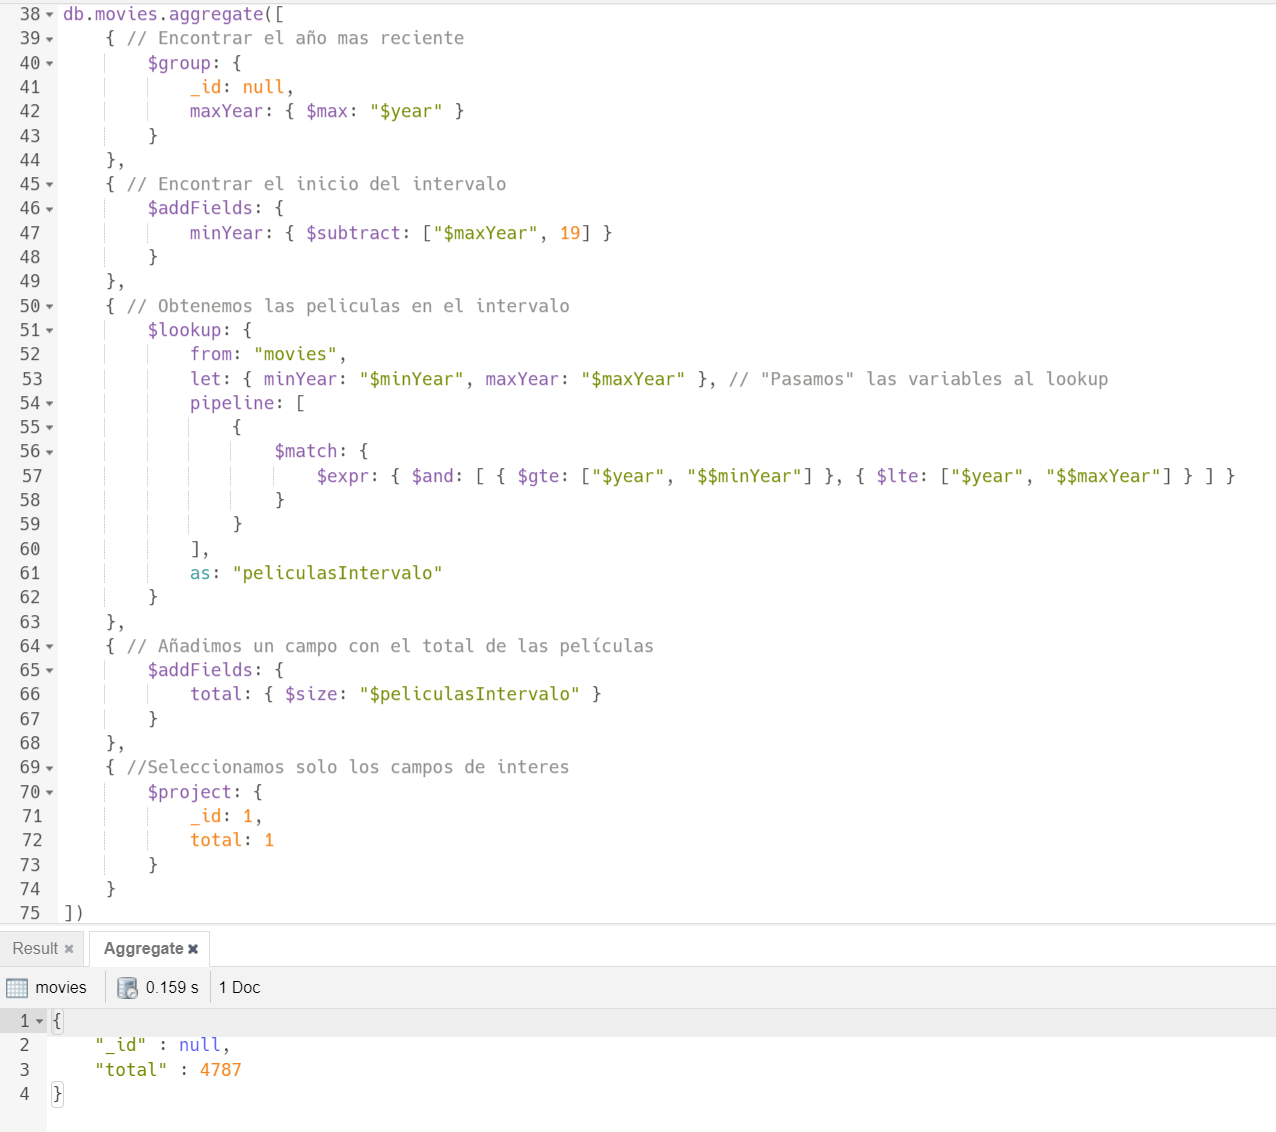 38 db.movies.aggregate([
39 { // Encontrar el año mas reciente
40 $group: {
41 _id: null,
42 maxYear: { $max: "$year" }
43 }
44 },
45 { // Encontrar el inicio del intervalo
46 $addFields: {
47 minYear: { $subtract: ["$maxYear", 19] }
48 }
49 },
50 { // Obtenemos las peliculas en el intervalo
51 $lookup: {
52 from: "movies",
53 let: { minYear: "$minYear", maxYear: "$maxYear" }, // "Pasamos" las variables al lookup
54 pipeline: [
55 {
56 $match: {
57 $expr: { $and: [ { $gte: ["$year", "$$minYear"] }, { $lte: ["$year", "$$maxYear"] } ] }
58 }
59 }
60 ],
61 as: "peliculasIntervalo"
62 }
63 },
64 { // Añadimos un campo con el total de las películas
65 $addFields: {
66 total: { $size: "$peliculasIntervalo" }
67 }
68 },
69 { //Seleccionamos solo los campos de interes
70 $project: {
71 _id: 1,
72 total: 1
73 }
74 }
75 ])
Result Aggregate
movies 0.159 s 1 Doc
1 {
2 "_id" : null,
3 "total" : 4787
4 }